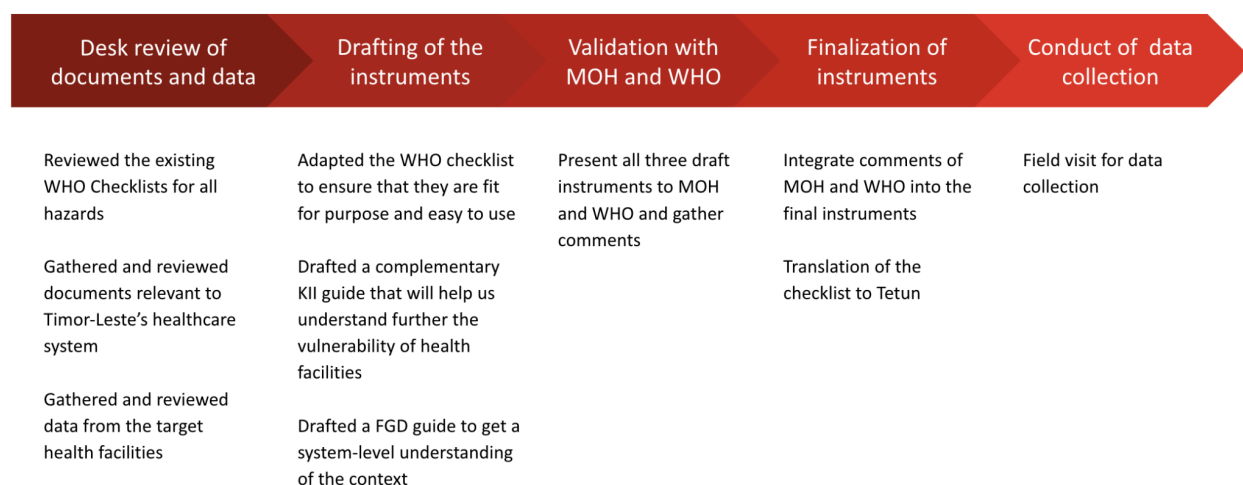 Desk review of
documents and data
Drafting of the
instruments
Validation with
MOH and WHO
Finalization of
instruments
Conduct of data
collection
Reviewed the existing
WHO Checklists for all
hazards
Gathered and reviewed
documents relevant to
Timor-Leste's healthcare
system
Gathered and reviewed
data from the target
health facilities
Adapted the WHO checklist
to ensure that they are fit
for purpose and easy to use
Drafted a complementary
KII guide that will help us
understand further the
vulnerability of health
facilities
Drafted a FGD guide to get a
system-level understanding
of the context
Present all three draft
instruments to MOH
and WHO and gather
comments
Integrate comments of
MOH and WHO into the
final instruments
Translation of the
checklist to Tetun
Field visit for data
collection